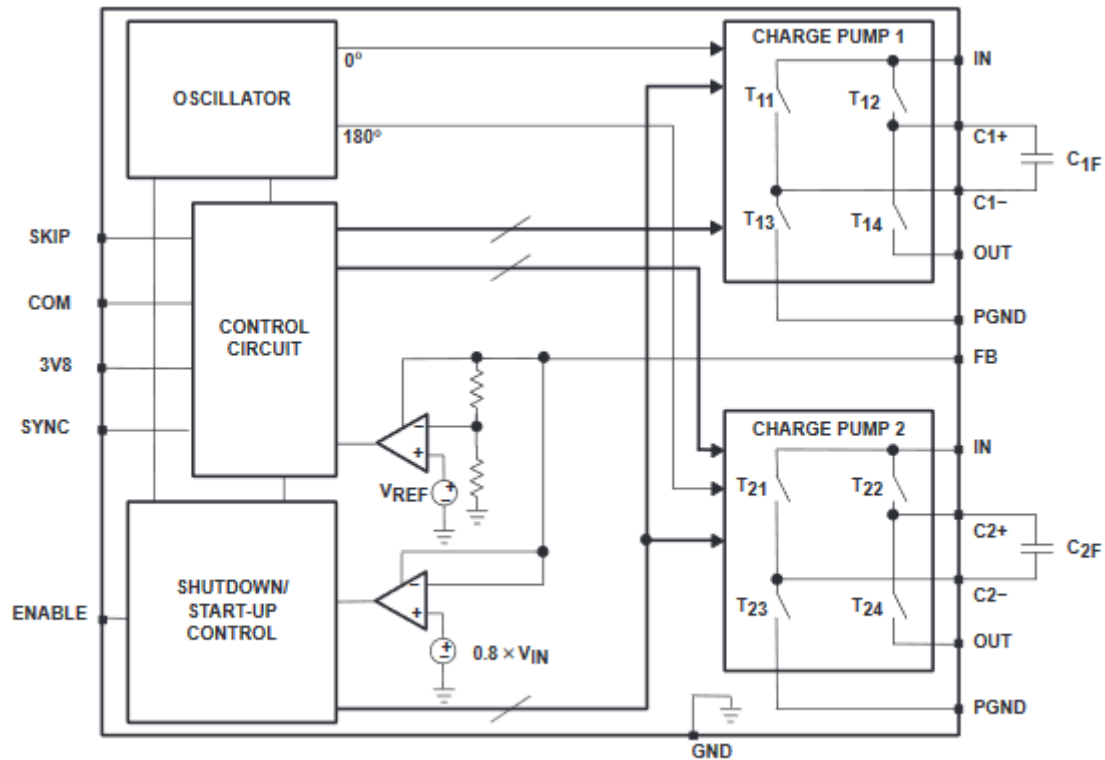 OSCILLATOR
0°
180°
CHARGE PUMP 1
T11
T12
T13
T14
IN
C1+
C1F
C1−
OUT
PGND
FB
SKIP
COM
3V8
SYNC
CONTROL
CIRCUIT
−
+
VREF
+
−
CHARGE PUMP 2
T21
T22
T23
T24
IN
C2+
C2F
C2−
OUT
PGND
ENABLE
SHUTDOWN/
START-UP
CONTROL
−
+
+
−
0.8 × VIN
GND